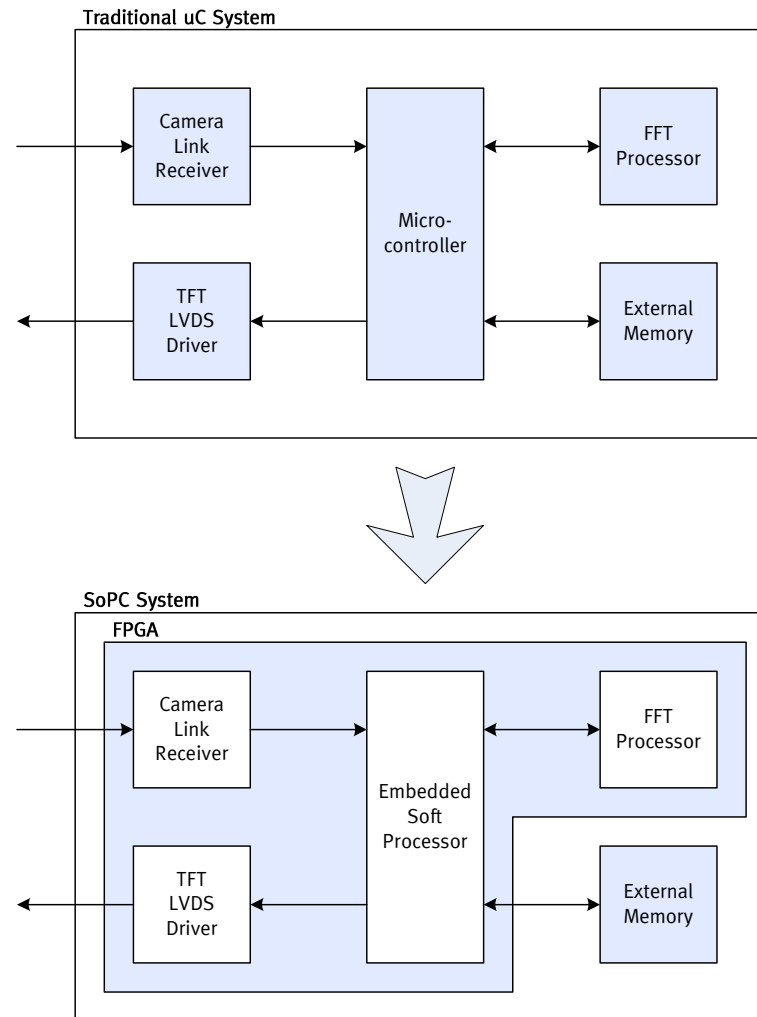 Traditional uC System
Camera
Link
Receiver
Micro-
controller
FFT
Processor
TFT
LVDS
Driver
External
Memory
SoPC System
FPGA
Camera
Link
Receiver
Embedded
Soft
Processor
FFT
Processor
TFT
LVDS
Driver
External
Memory